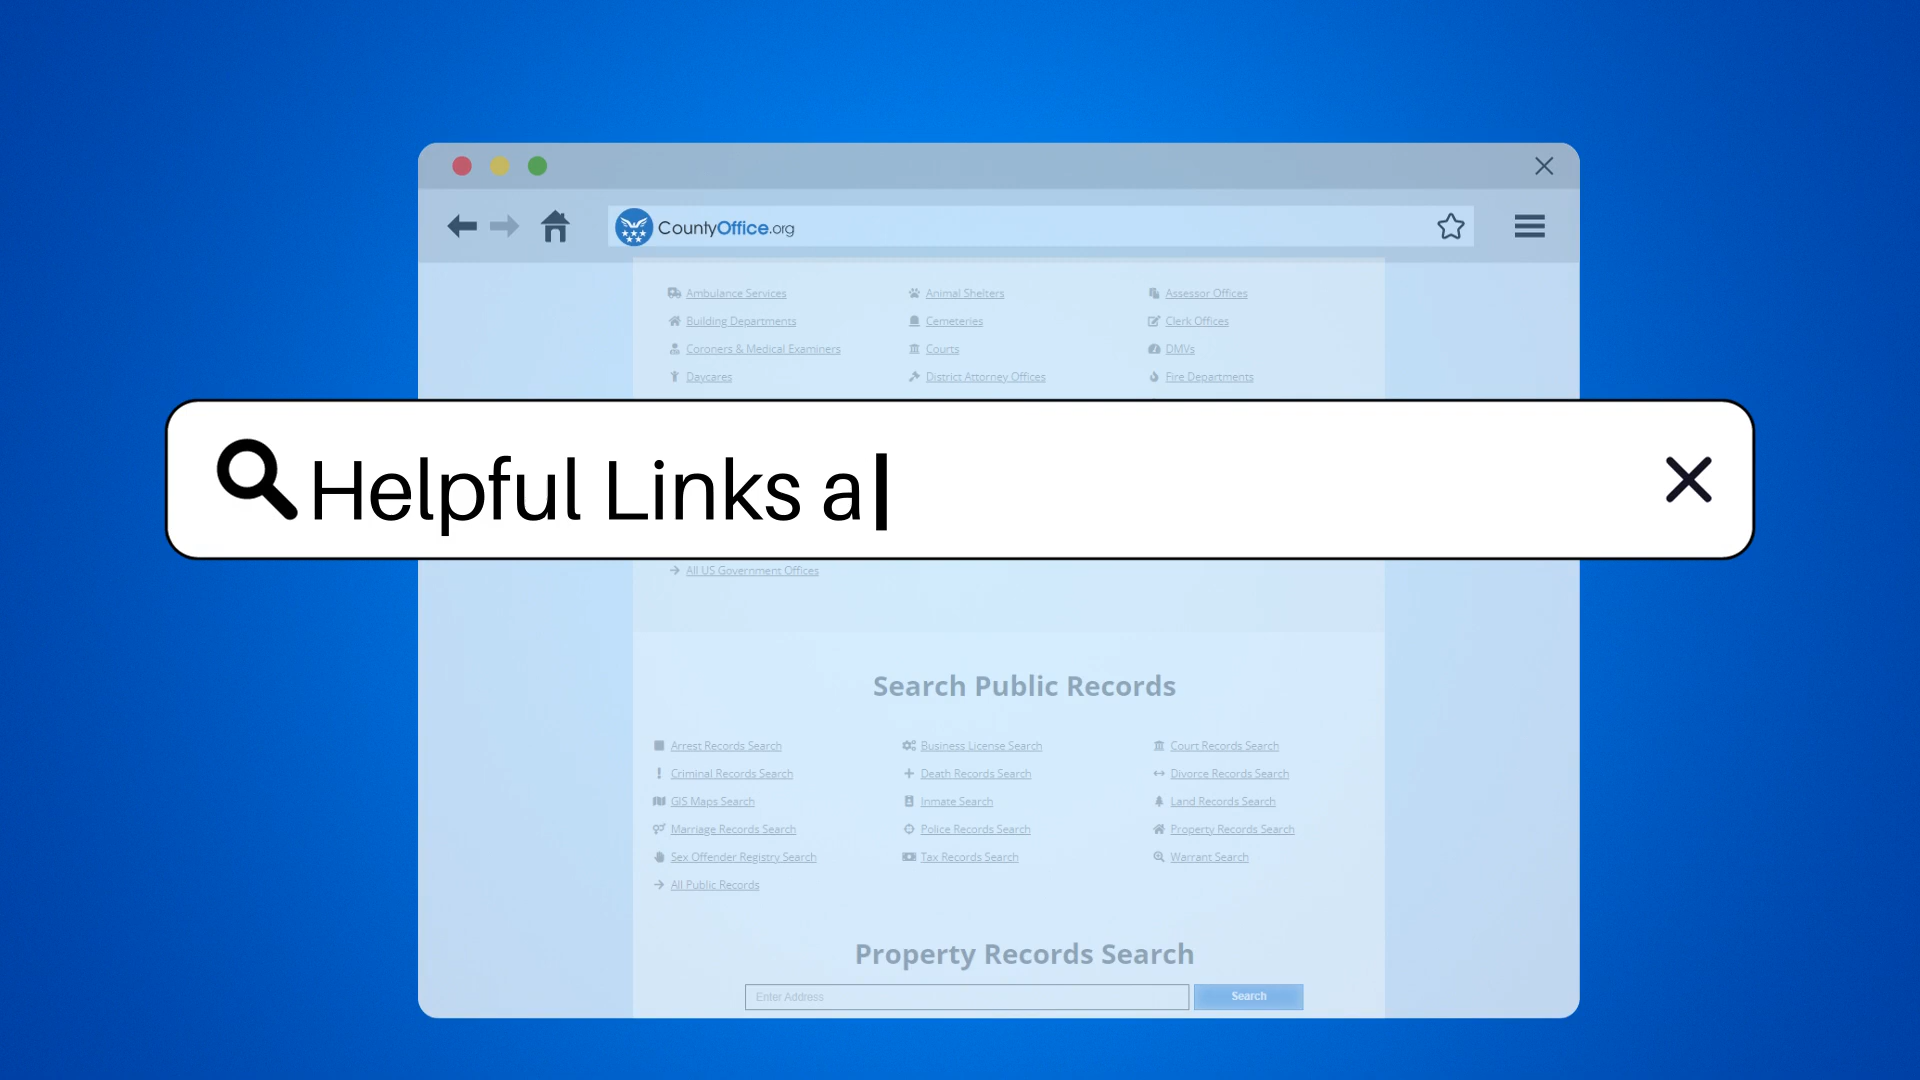 CountyOffice.org
Ambulance Services Animal Shelters Assessor Offices
Building Departments Cemeteries Clerk Offices
Coroners & Medical Examiners Courts DMVs
Daycares District Attorney Offices Fire Departments
Helpful Links a
All US Government Offices
Search Public Records
Arrest Records Search Business License Search Court Records Search
Criminal Records Search Death Records Search Divorce Records Search
GIS Maps Search Inmate Search Land Records Search
Marriage Records Search Police Records Search Property Records Search
Sex Offender Registry Search Tax Records Search Warrant Search
All Public Records
Property Records Search
Enter Address Search